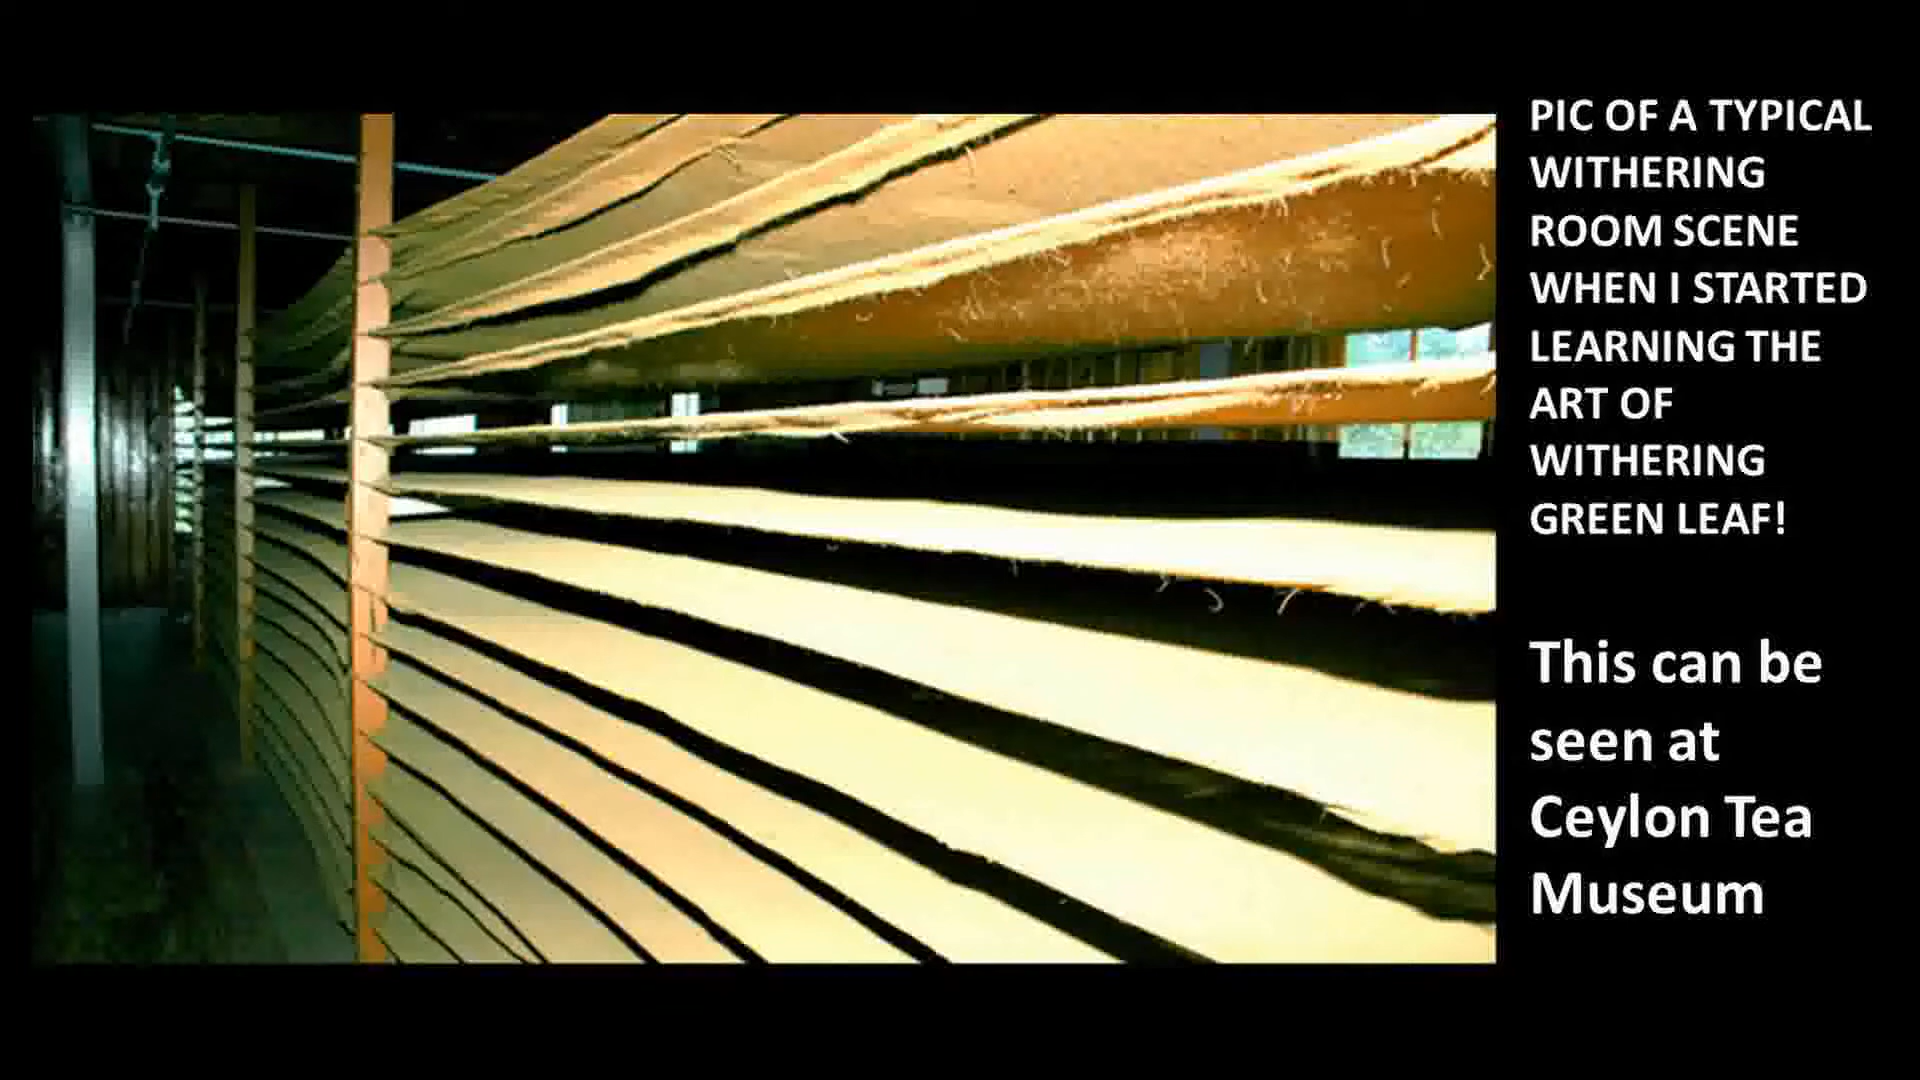 PIC OF A TYPICAL
WITHERING
ROOM SCENE
WHEN I STARTED
LEARNING THE
ART OF
WITHERING
GREEN LEAF!
This can be
seen at
Ceylon Tea
Museum